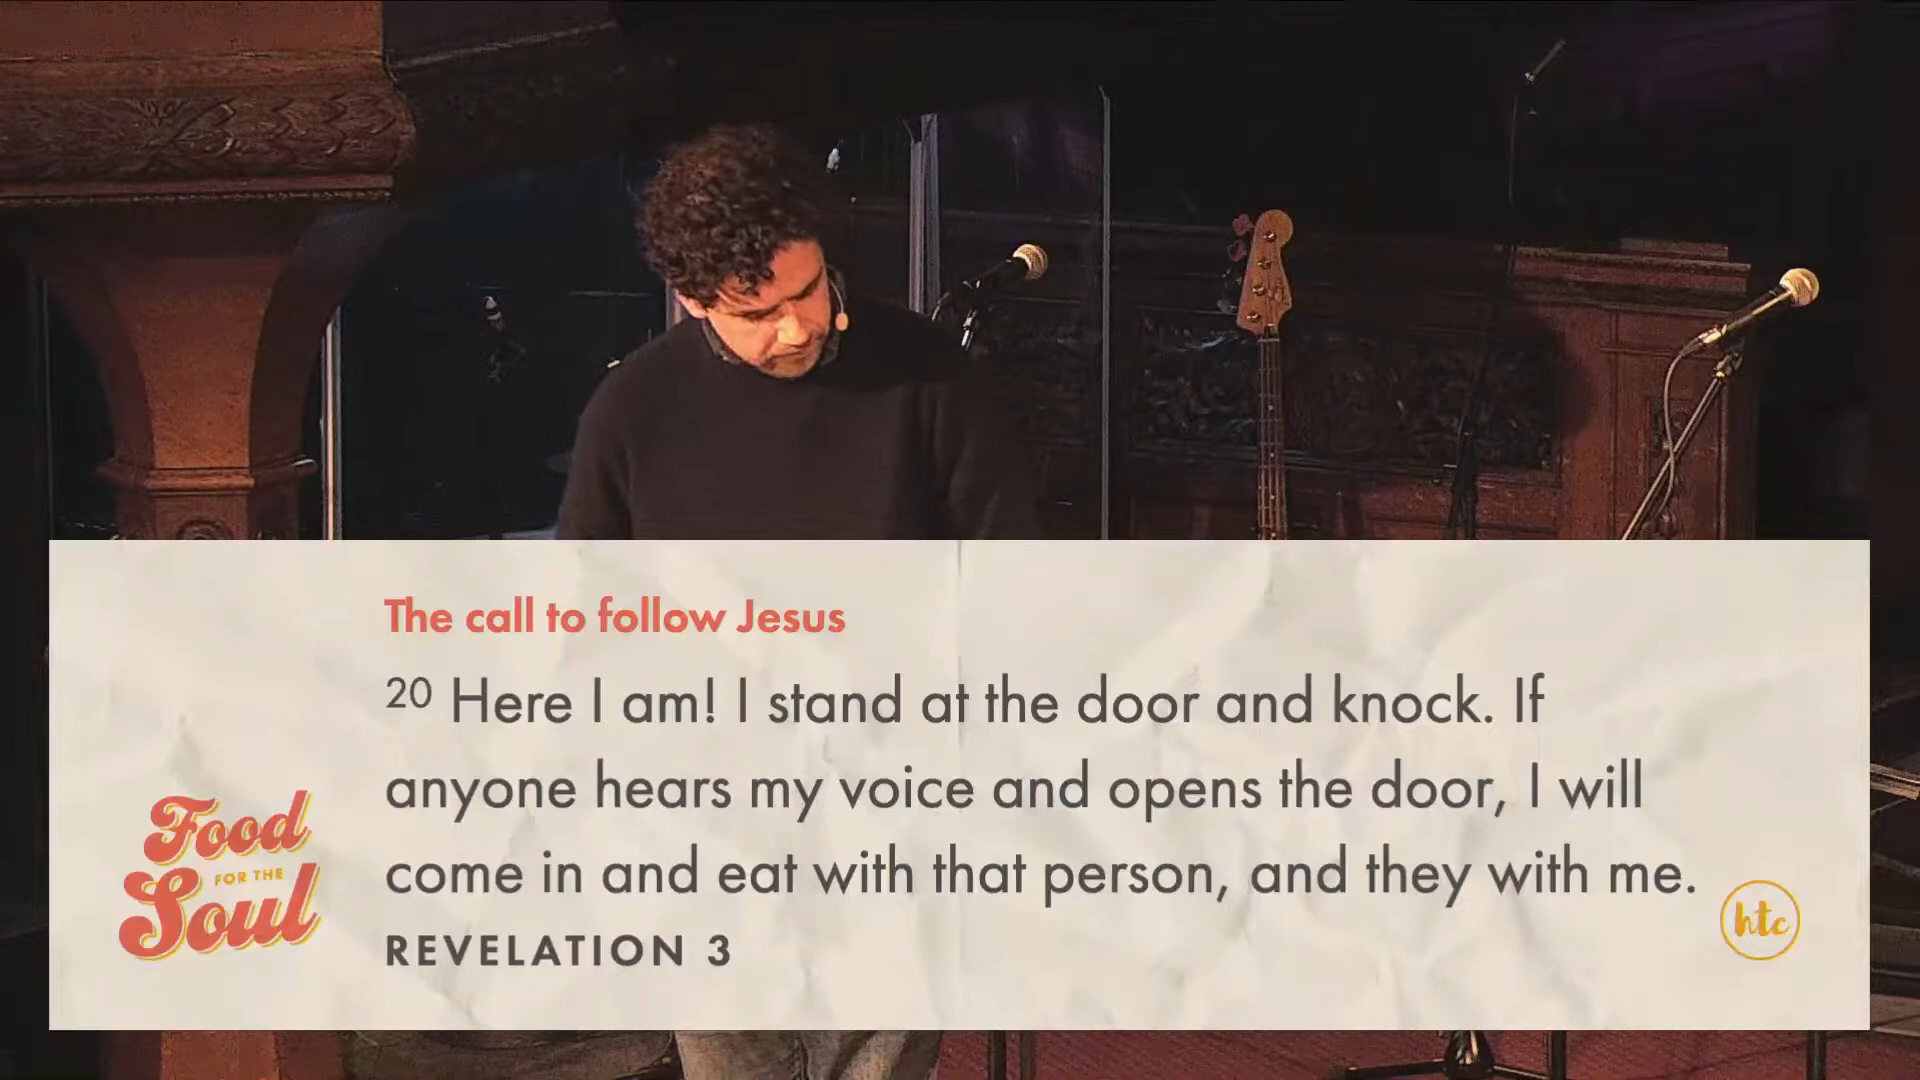 The call to follow Jesus
20 Here I am! I stand at the door and knock. If
anyone hears my voice and opens the door, I will
come in and eat with that person, and they with me.
REVELATION 3
Food
FOR THE
Soul
htc